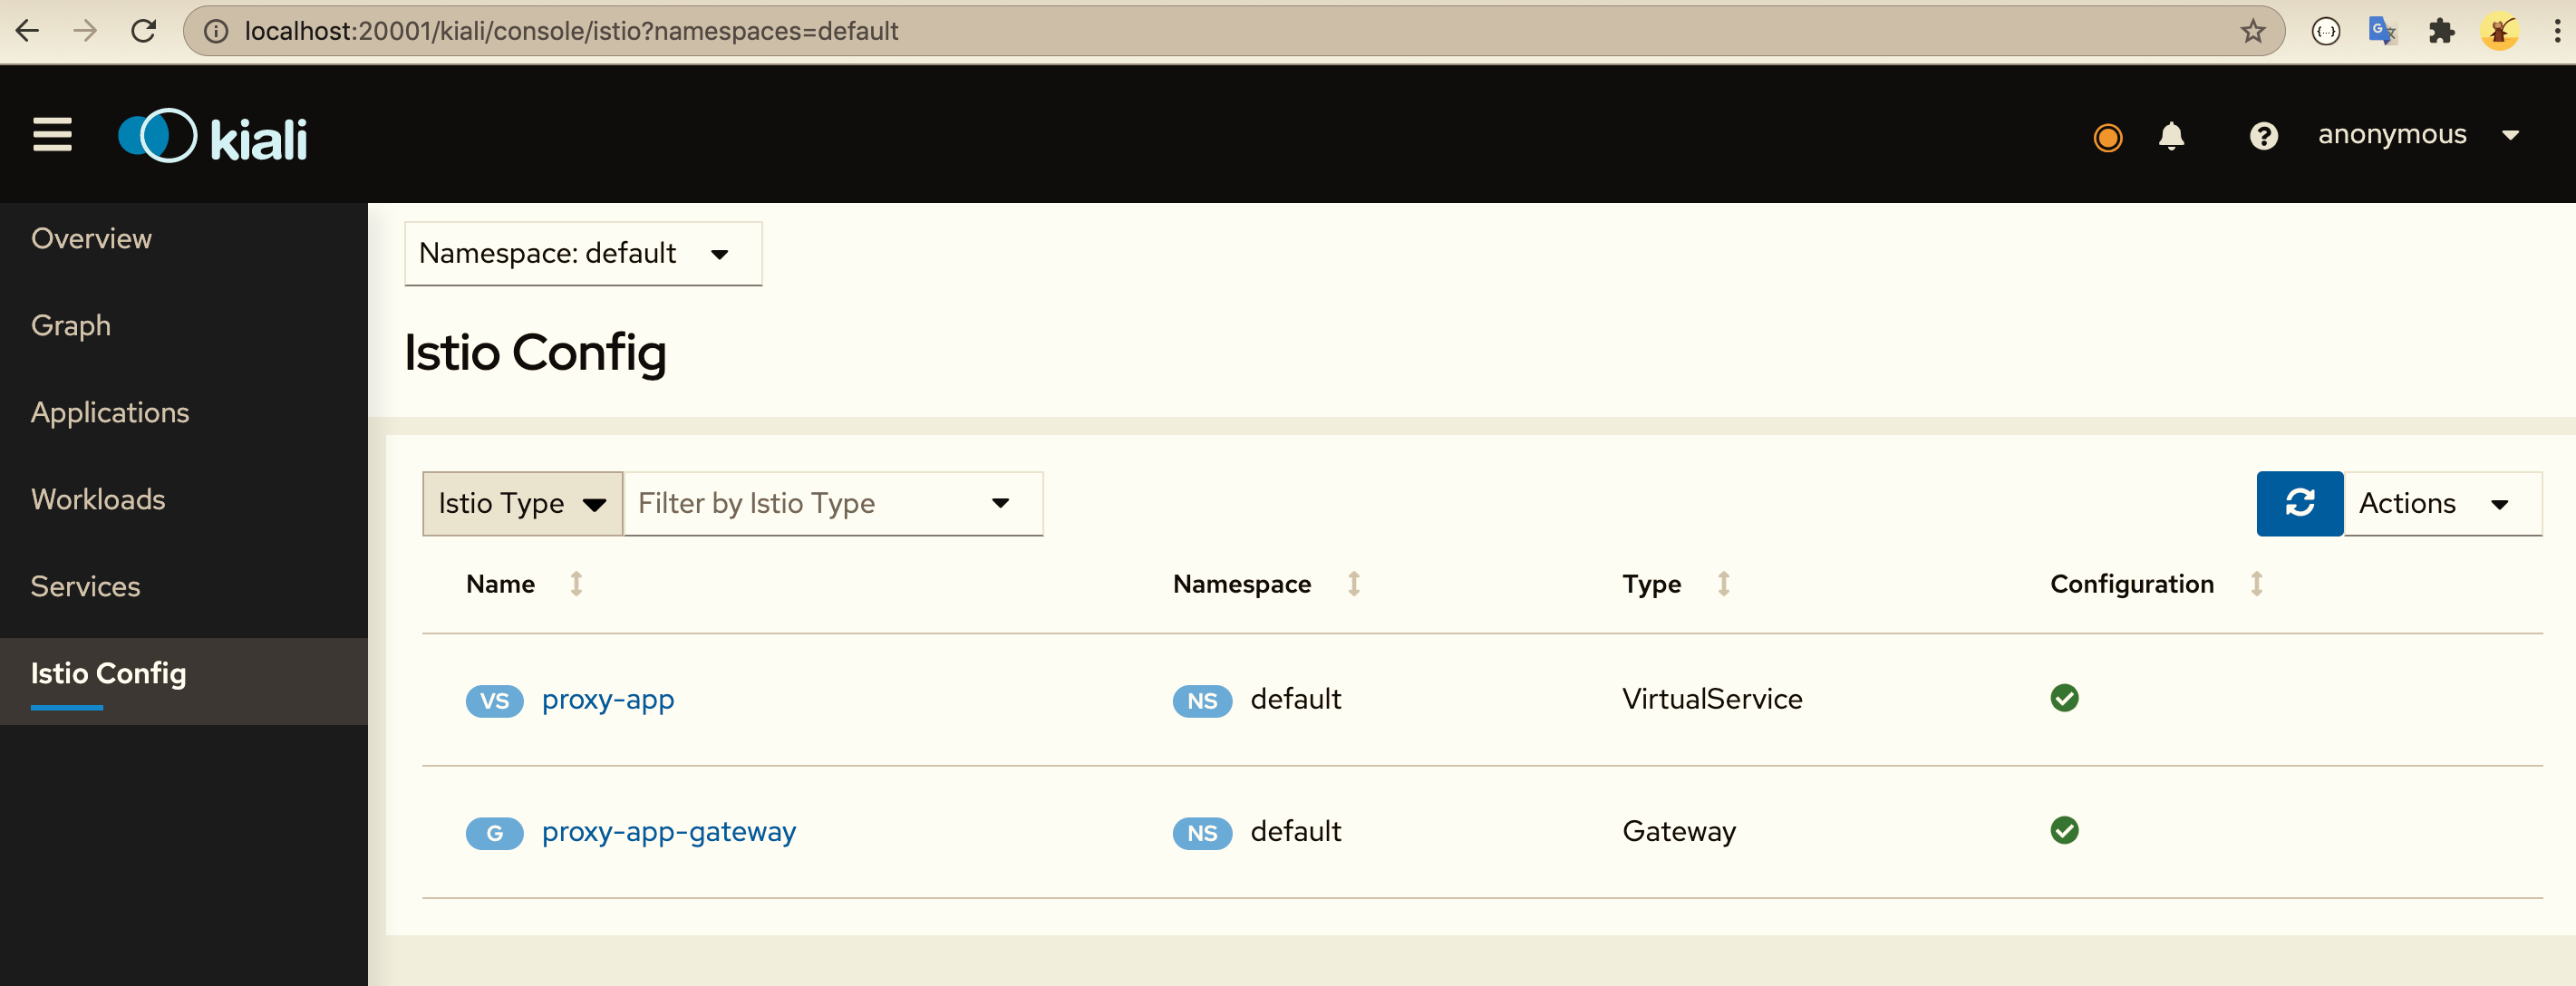 localhost:20001/kiali/console/istio?namespaces=default
kiali
anonymous
Overview
Graph
Applications
Workloads
Services
Istio Config
Namespace: default
Istio Config
Istio Type
Filter by Istio Type
Actions
Name Namespace Type Configuration
VS proxy-app NS default VirtualService
G proxy-app-gateway NS default Gateway